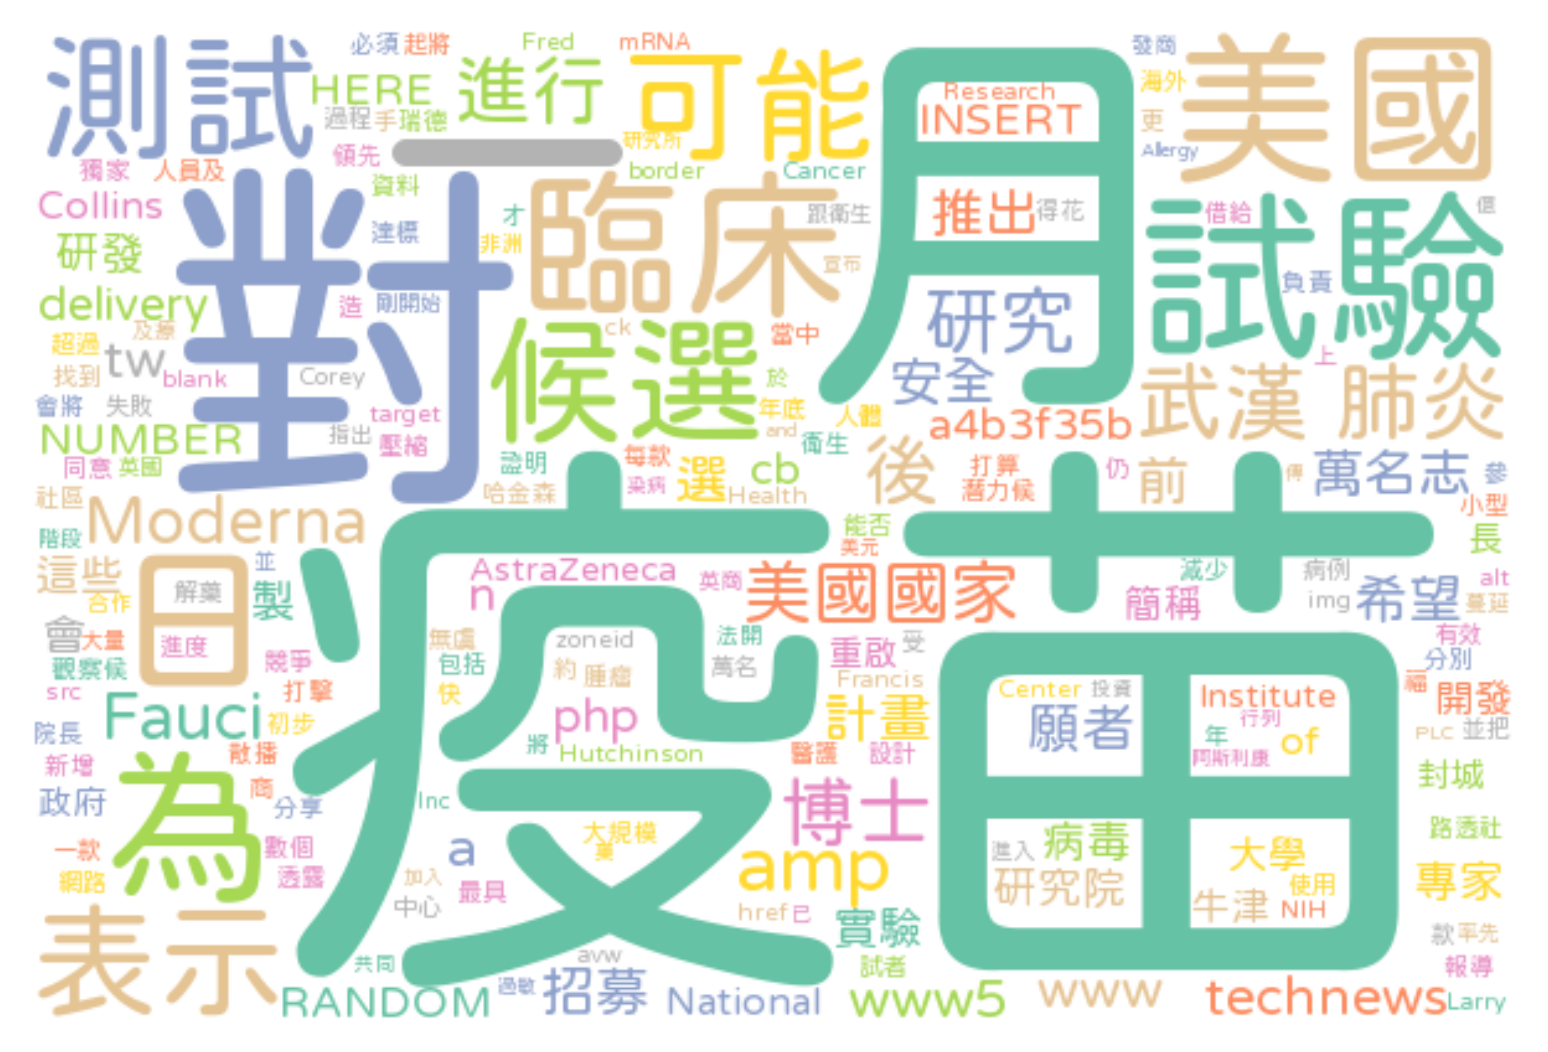 測試
必須
起將
Fred
mRNA
發商
HERE
進行
可能
月
美國
海外
Research
INSERT
過程
手
瑞德
更
領先
一
研究所
Allergy
獨家
人員及
資料
border
Cancer
對
臨床
推出
得花
試驗
借給
Collins
才
跟衛生
研發
達標
非洲
宣布
負責
delivery
造
剛開始
研究
及療
超過
tw
候選
ck
當中
上
找到
blank
Corey
於
安全
武漢
肺炎
會將
失敗
target
年底
人體
a4b3f35b
NUMBER
指出
壓縮
and
衛生
同意
英國
證明
每款
選
cb
後
打算
仍
前
萬名志
參
社區
哈金森
染病
Health
潛力候
傳
小型
Moderna
疫苗
能否
長
階段
美元
這些
日
並
AstraZeneca
英商
美國國家
減少
病例
alt
合作
解藥
製
n
簡稱
img
希望
蔓延
會
大量
進度
無虞
zoneid
法開
重啟
受
有效
觀察候
競爭
包括
約
腫瘤
萬名
分別
src
打擊
快
Francis
Center
投資
Institute
福
開發
Fauci
初步
php
計畫
願者
行列
院長
將
年
of
PLC
並把
新增
散播
Hutchinson
醫護
設計
阿斯利康
政府
為
商
分享
Inc
博士
封城
一款
數個
a
大規模
病毒
大學
路透社
網路
透露
業
amp
進入
加入
最具
研究院
使用
專家
表示
中心
href
已
實驗
牛津
NIH
款
率先
共同
avw
試者
報導
RANDOM
過敏
招募
National
www5
www
technews
Larry